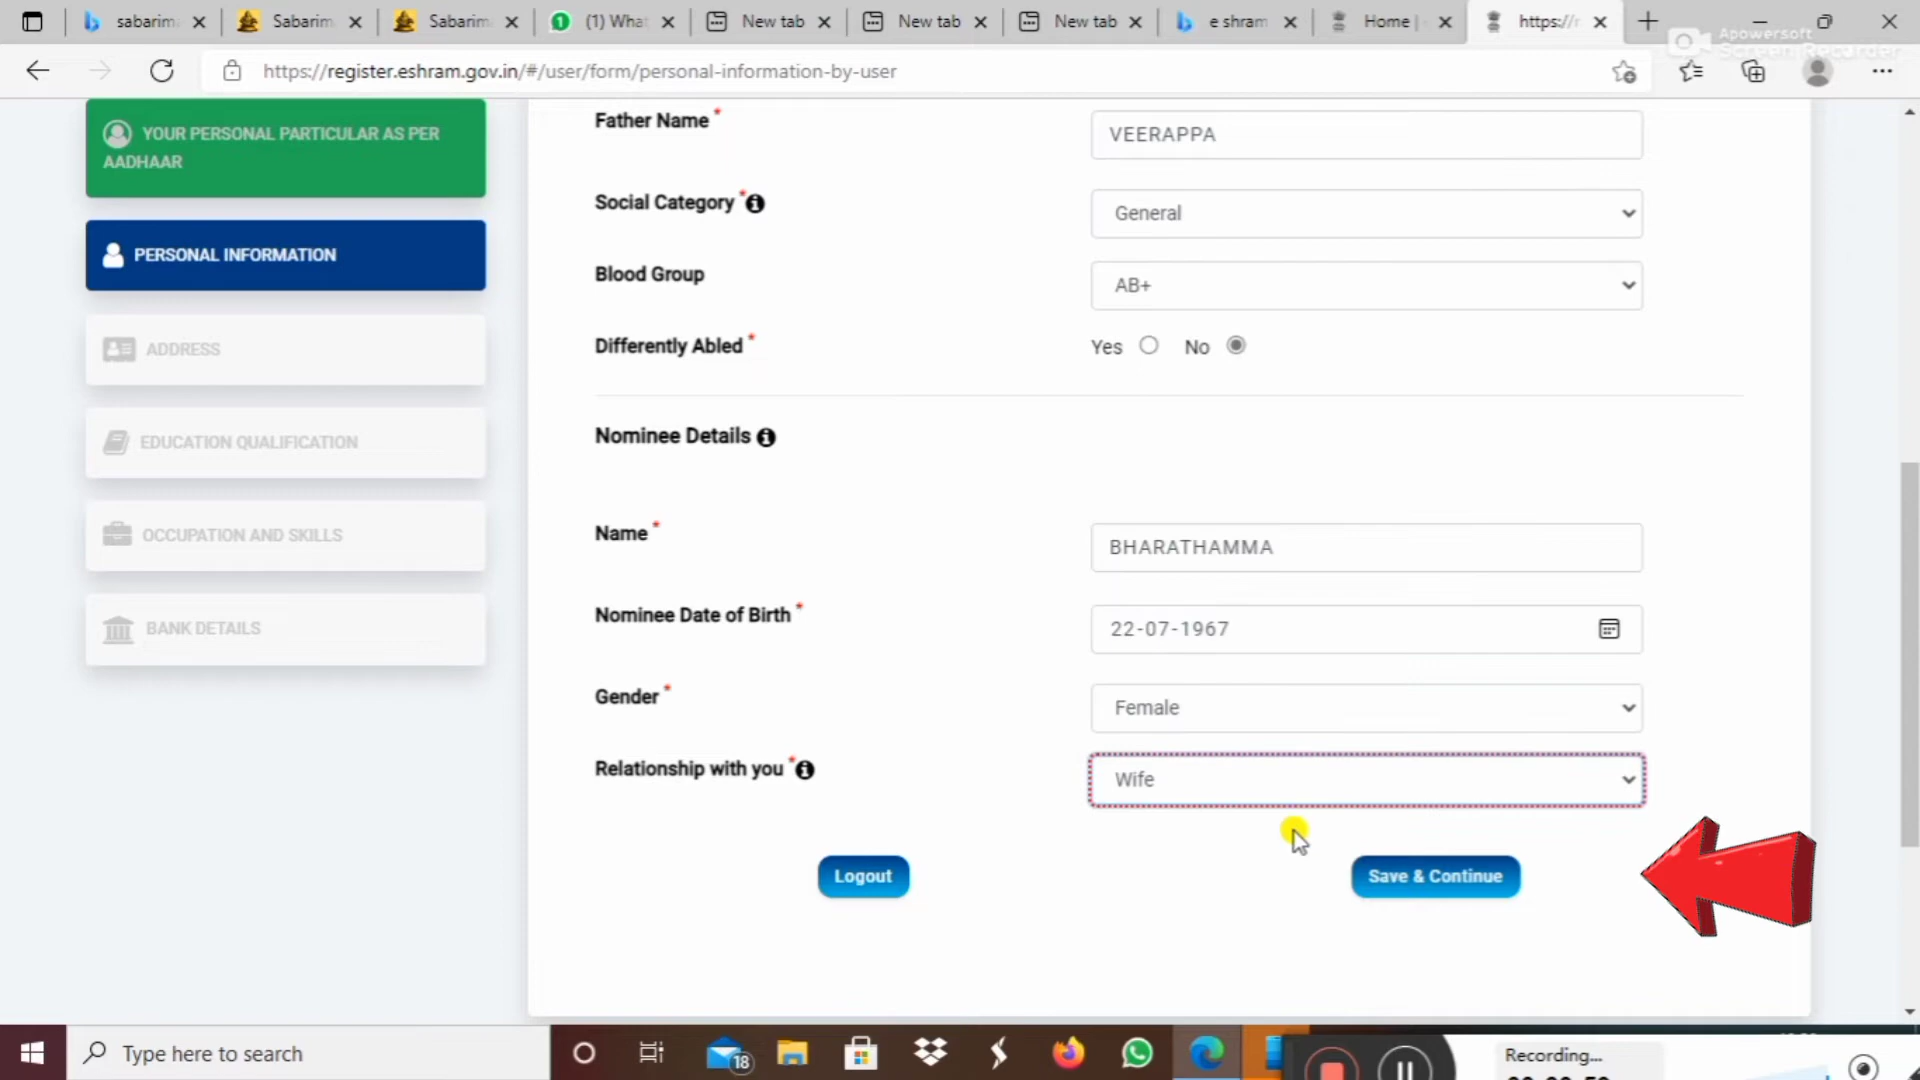 sabarim
Sabarim
Sabarim
(1) What
New tab
New tab
New tab
e shram
Home |
https://r
Apowersoft
Screen Recorder
https://register.eshram.gov.in/#/user/form/personal-information-by-user
YOUR PERSONAL PARTICULAR AS PER
AADHAAR
PERSONAL INFORMATION
ADDRESS
EDUCATION QUALIFICATION
OCCUPATION AND SKILLS
BANK DETAILS
Father Name *
VEERAPPA
Social Category *
General
Blood Group
AB+
Differently Abled *
Yes No
Nominee Details
Name *
BHARATHAMMA
Nominee Date of Birth *
22-07-1967
Gender *
Female
Relationship with you *
Wife
Logout
Save & Continue
Type here to search
18
Recording...